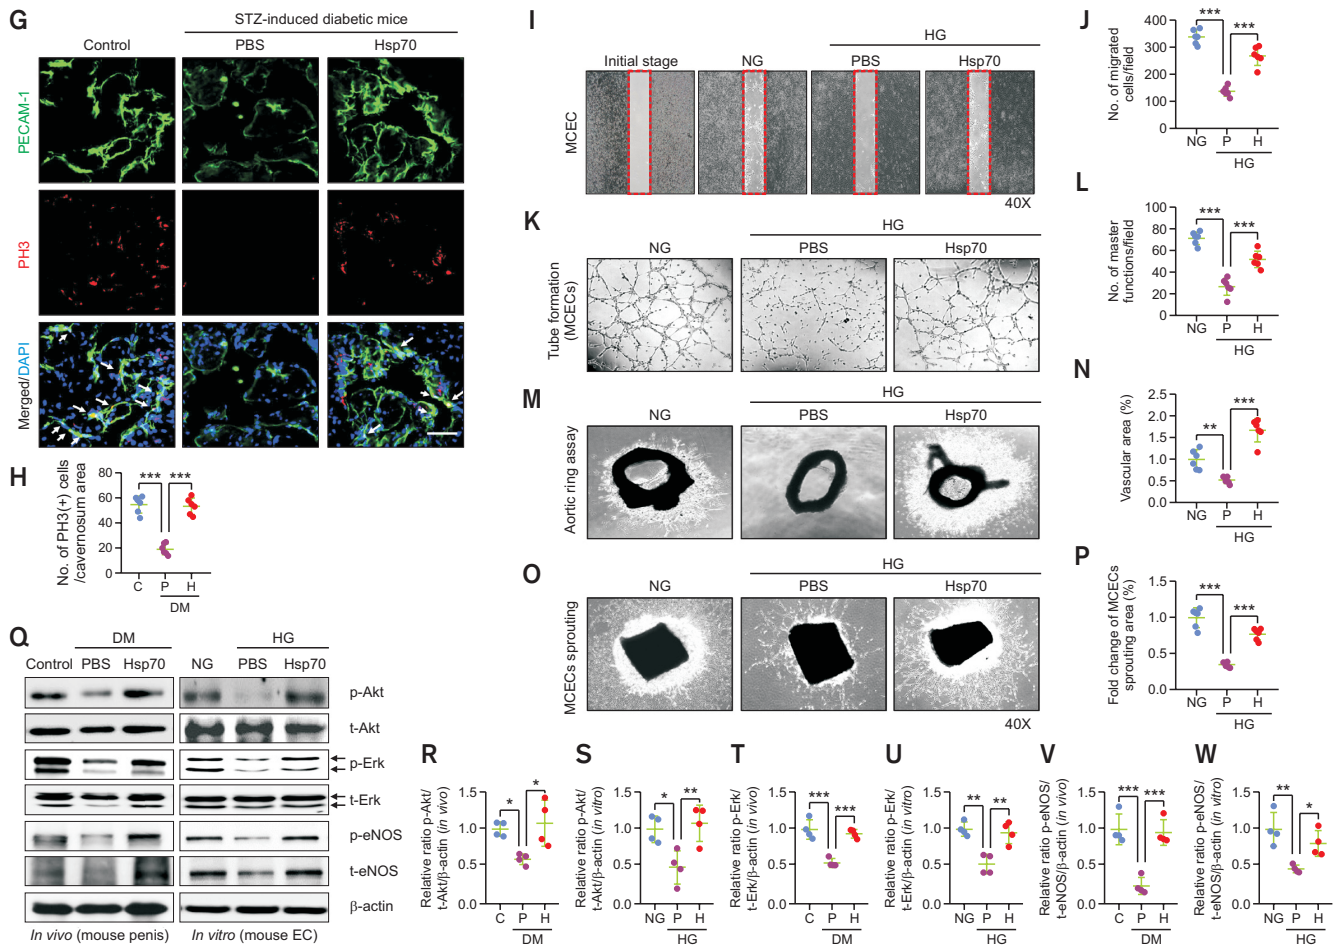 G
STZ-induced diabetic mice
Control
PBS
Hsp70
PECAM-1
PH3
Merged/DAPI
H
No. of PH3(+) cells
/cavernosum area
80
60
40
20
0
***
***
C
P
H
DM
I
HG
Initial stage
NG
PBS
Hsp70
MCEC
40X
J
No. of migrated
cells/field
400
300
200
100
0
***
***
NG
P
H
HG
K
HG
NG
PBS
Hsp70
Tube formation
(MCECs)
L
No. of master
functions/field
100
80
60
40
20
0
***
***
NG
P
H
HG
M
HG
NG
PBS
Hsp70
Aortic ring assay
N
Vascular area (%)
2.5
2.0
1.5
1.0
0.5
0.0
**
***
NG
P
H
HG
O
HG
NG
PBS
Hsp70
MCECs sprouting
40X
P
Fold change of MCECs
sprouting area (%)
1.5
1.0
0.5
0.0
***
***
NG
P
H
HG
Q
DM
HG
Control
PBS
Hsp70
NG
PBS
Hsp70
p-Akt
t-Akt
p-Erk
t-Erk
p-eNOS
t-eNOS
β-actin
In vivo (mouse penis)
In vitro (mouse EC)
R
Relative ratio p-Akt/
t-Akt/β-actin (in vivo)
1.5
1.0
0.5
0.0
*
*
C
P
H
DM
S
Relative ratio p-Akt/
t-Akt/β-actin (in vitro)
1.5
1.0
0.5
0.0
*
**
NG
P
H
HG
T
Relative ratio p-Erk/
t-Erk/β-actin (in vivo)
1.5
1.0
0.5
0.0
***
***
C
P
H
DM
U
Relative ratio p-Erk/
t-Erk/β-actin (in vitro)
1.5
1.0
0.5
0.0
**
**
NG
P
H
HG
V
Relative ratio p-eNOS/
t-eNOS/β-actin (in vivo)
1.5
1.0
0.5
0.0
***
***
C
P
H
DM
W
Relative ratio p-eNOS/
t-eNOS/β-actin (in vitro)
1.5
1.0
0.5
0.0
**
*
NG
P
H
HG